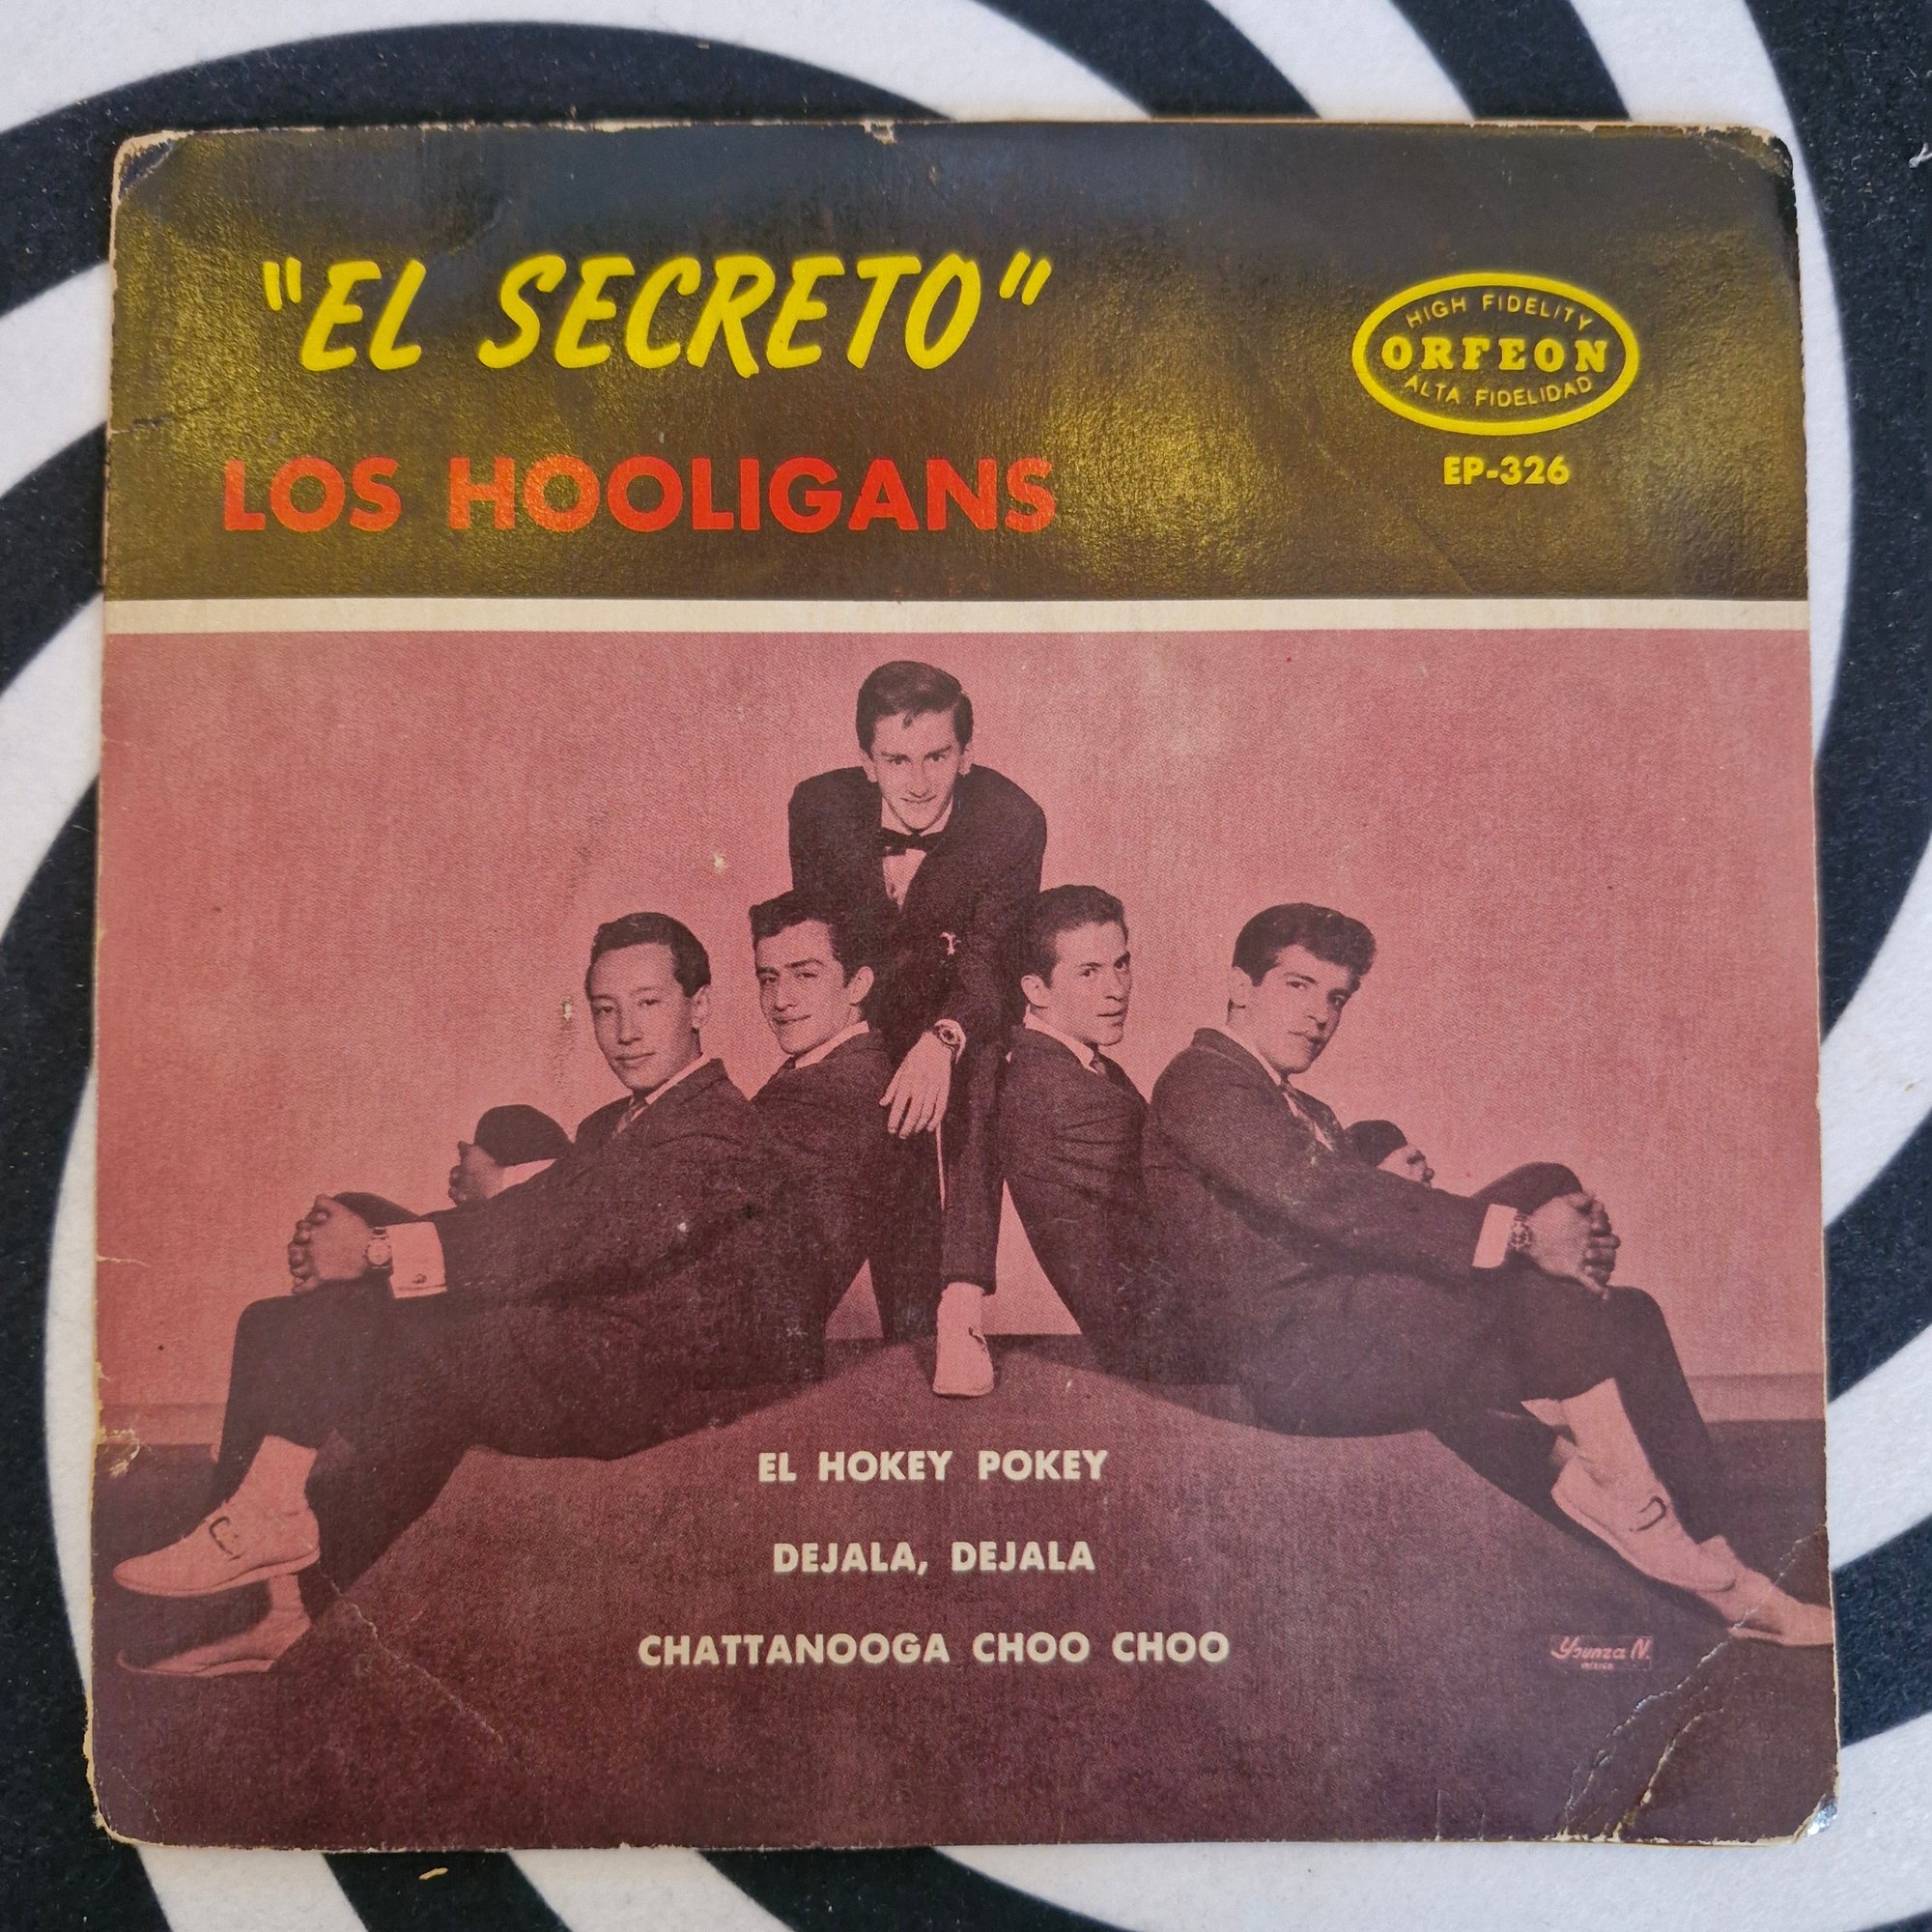 "EL SECRETO"
LOS HOOLIGANS
HIGH FIDELITY
ORFEON
ALTA FIDELIDAD
EP-326
EL HOKEY POKEY
DEJALA, DEJALA
CHATTANOOGA CHOO CHOO